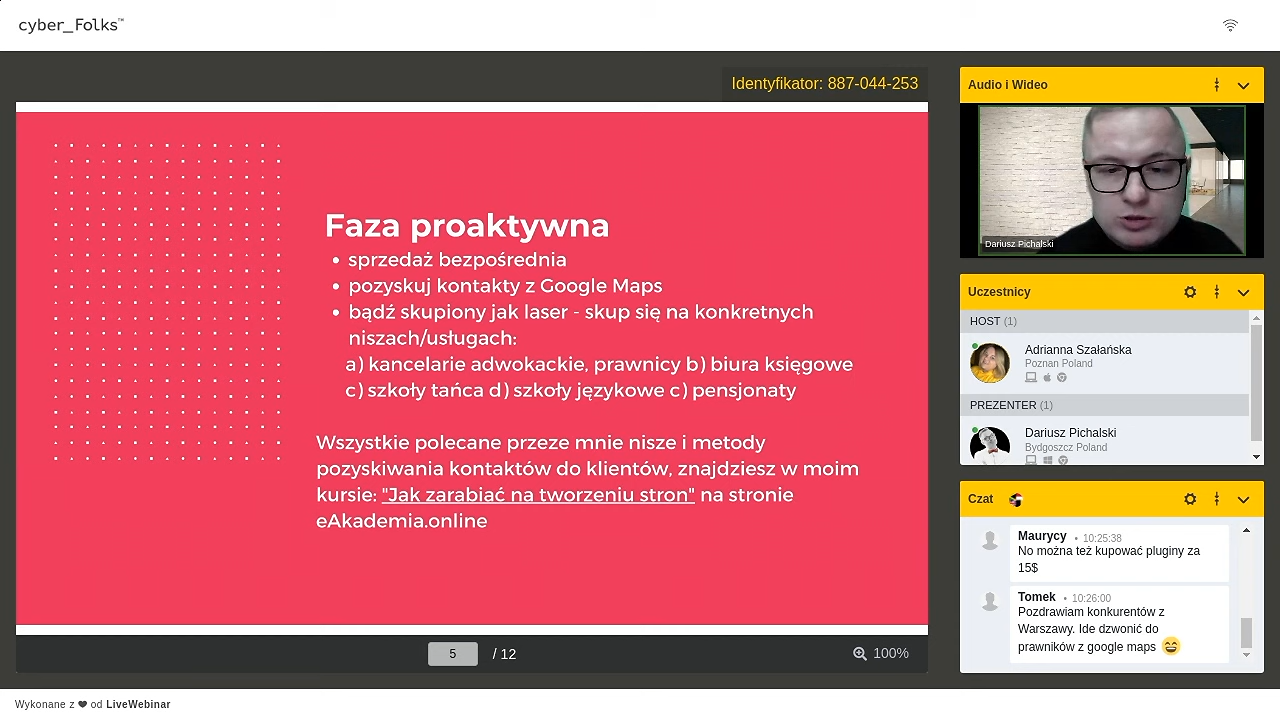 cyber_Folks™
Identyfikator: 887-044-253
Faza proaktywna
• sprzedaż bezpośrednia
• pozyskuj kontakty z Google Maps
• bądź skupiony jak laser - skup się na konkretnych
niszach/usługach:
a) kancelarie adwokackie, prawnicy b) biura księgowe
c) szkoły tańca d) szkoły językowe c) pensjonaty
Wszystkie polecane przeze mnie nisze i metody
pozyskiwania kontaktów do klientów, znajdziesz w moim
kursie: "Jak zarabiać na tworzeniu stron" na stronie
eAkademia.online
5 / 12
100%
Audio i Wideo
Dariusz Pichalski
Uczestnicy
HOST (1)
Adrianna Szałańska
Poznan Poland
PREZENTER (1)
Dariusz Pichalski
Bydgoszcz Poland
Czat
Maurycy • 10:25:38
No można też kupować pluginy za
15$
Tomek • 10:26:00
Pozdrawiam konkurentów z
Warszawy. Ide dzwonić do
prawników z google maps 😄
Wykonane z ❤ od LiveWebinar